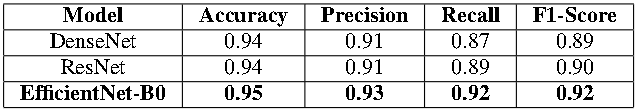 Model Accuracy Precision Recall F1-Score
DenseNet 0.94 0.91 0.87 0.89
ResNet 0.94 0.91 0.89 0.90
EfficientNet-B0 0.95 0.93 0.92 0.92